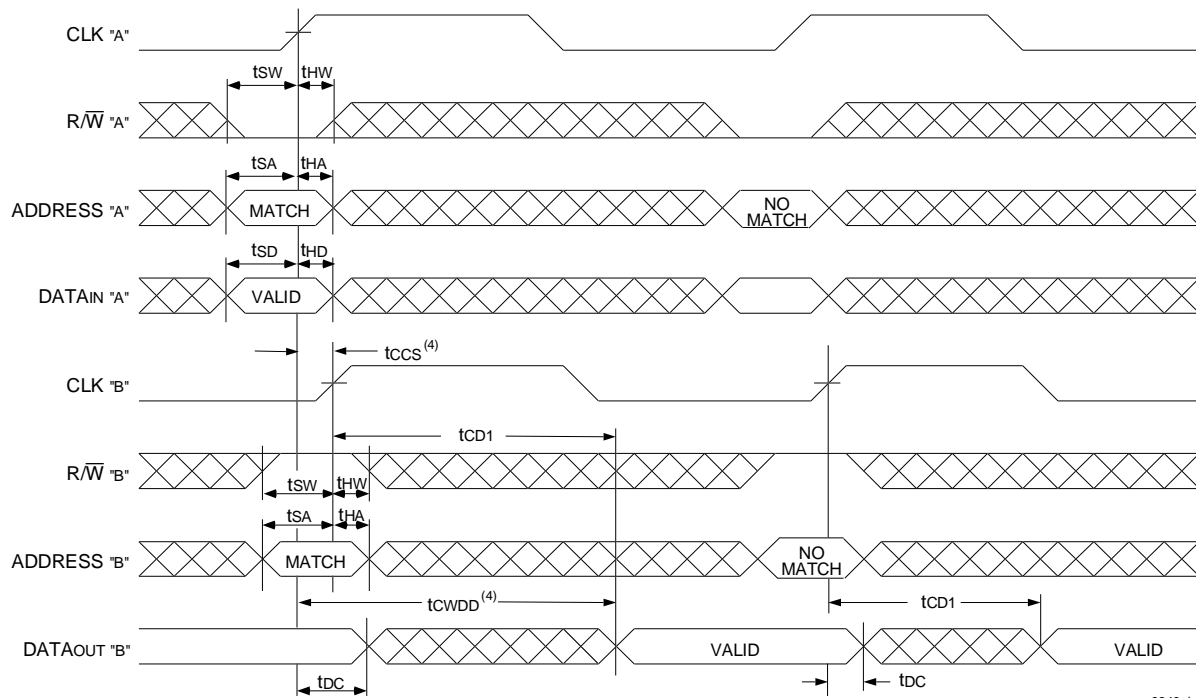 CLK "A"
tSW tHW
R/W̅ "A"
tSA tHA
ADDRESS "A" MATCH NO MATCH
tSD tHD
DATAIN "A" VALID
tCCS (4)
CLK "B"
tCD1
R/W̅ "B"
tSW tHW
tSA tHA
ADDRESS "B" MATCH NO MATCH
tCWDD (4) tCD1
DATAOUT "B" VALID VALID
tDC tDC